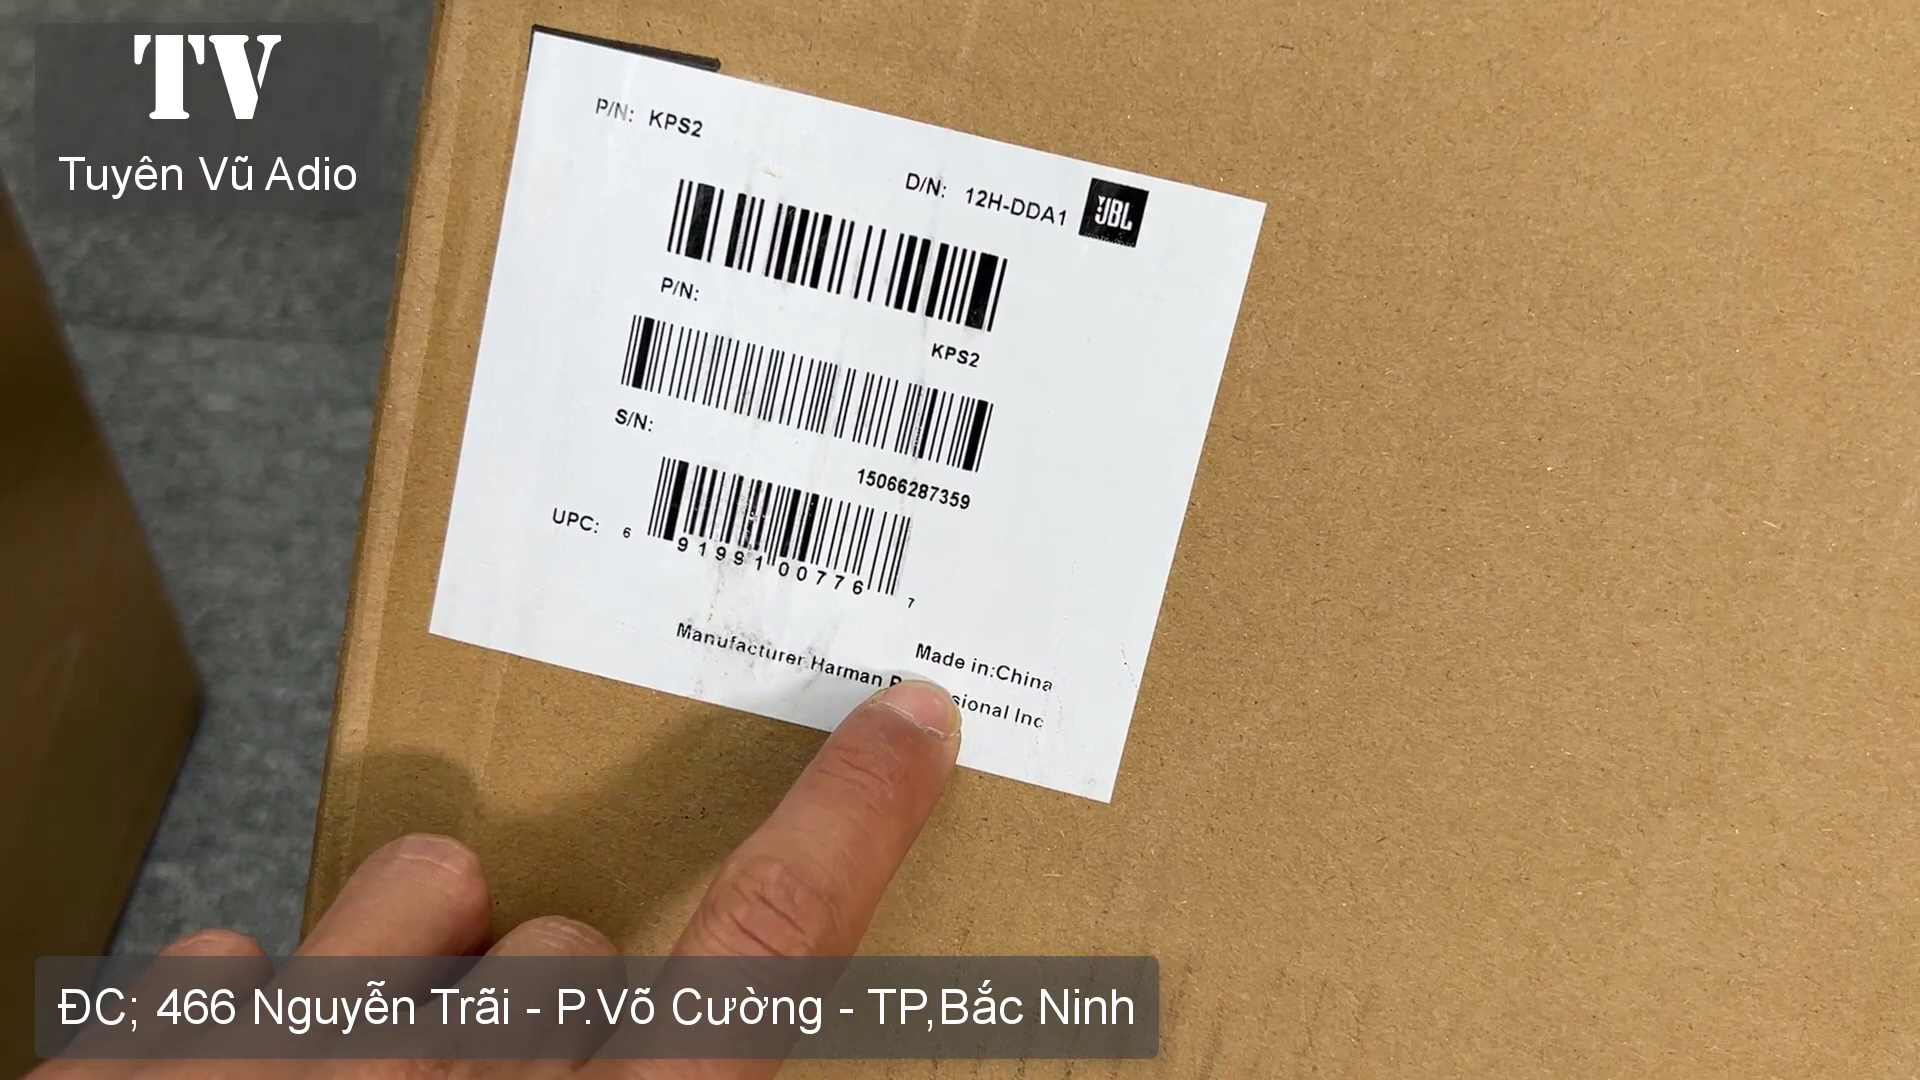 TV
Tuyên Vũ Adio
P/N: KPS2
D/N: 12H-DDA1
JBL
P/N:
KPS2
S/N:
15066287359
UPC: 6 91991 00776 7
Made in:China
Manufacturer Harman
sional Inc
ĐC; 466 Nguyễn Trãi - P.Võ Cường - TP,Bắc Ninh